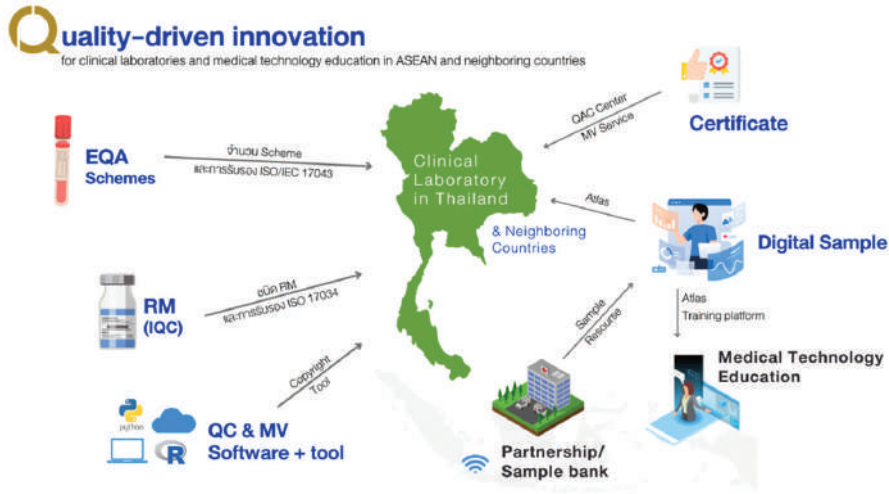 Quality-driven innovation
for clinical laboratories and medical technology education in ASEAN and neighboring countries
EQA
Schemes
จำนวน Scheme
และการรับรอง ISO/IEC 17043
Clinical
Laboratory
in Thailand
& Neighboring
Countries
QAC Center
MV Service
Certificate
Atlas
Digital Sample
RM
(IQC)
ชนิด RM
และการรับรอง ISO 17034
Sample
Resourse
Atlas
Training platform
Medical Technology
Education
Copyright
Tool
python
R
QC & MV
Software + tool
Partnership/
Sample bank